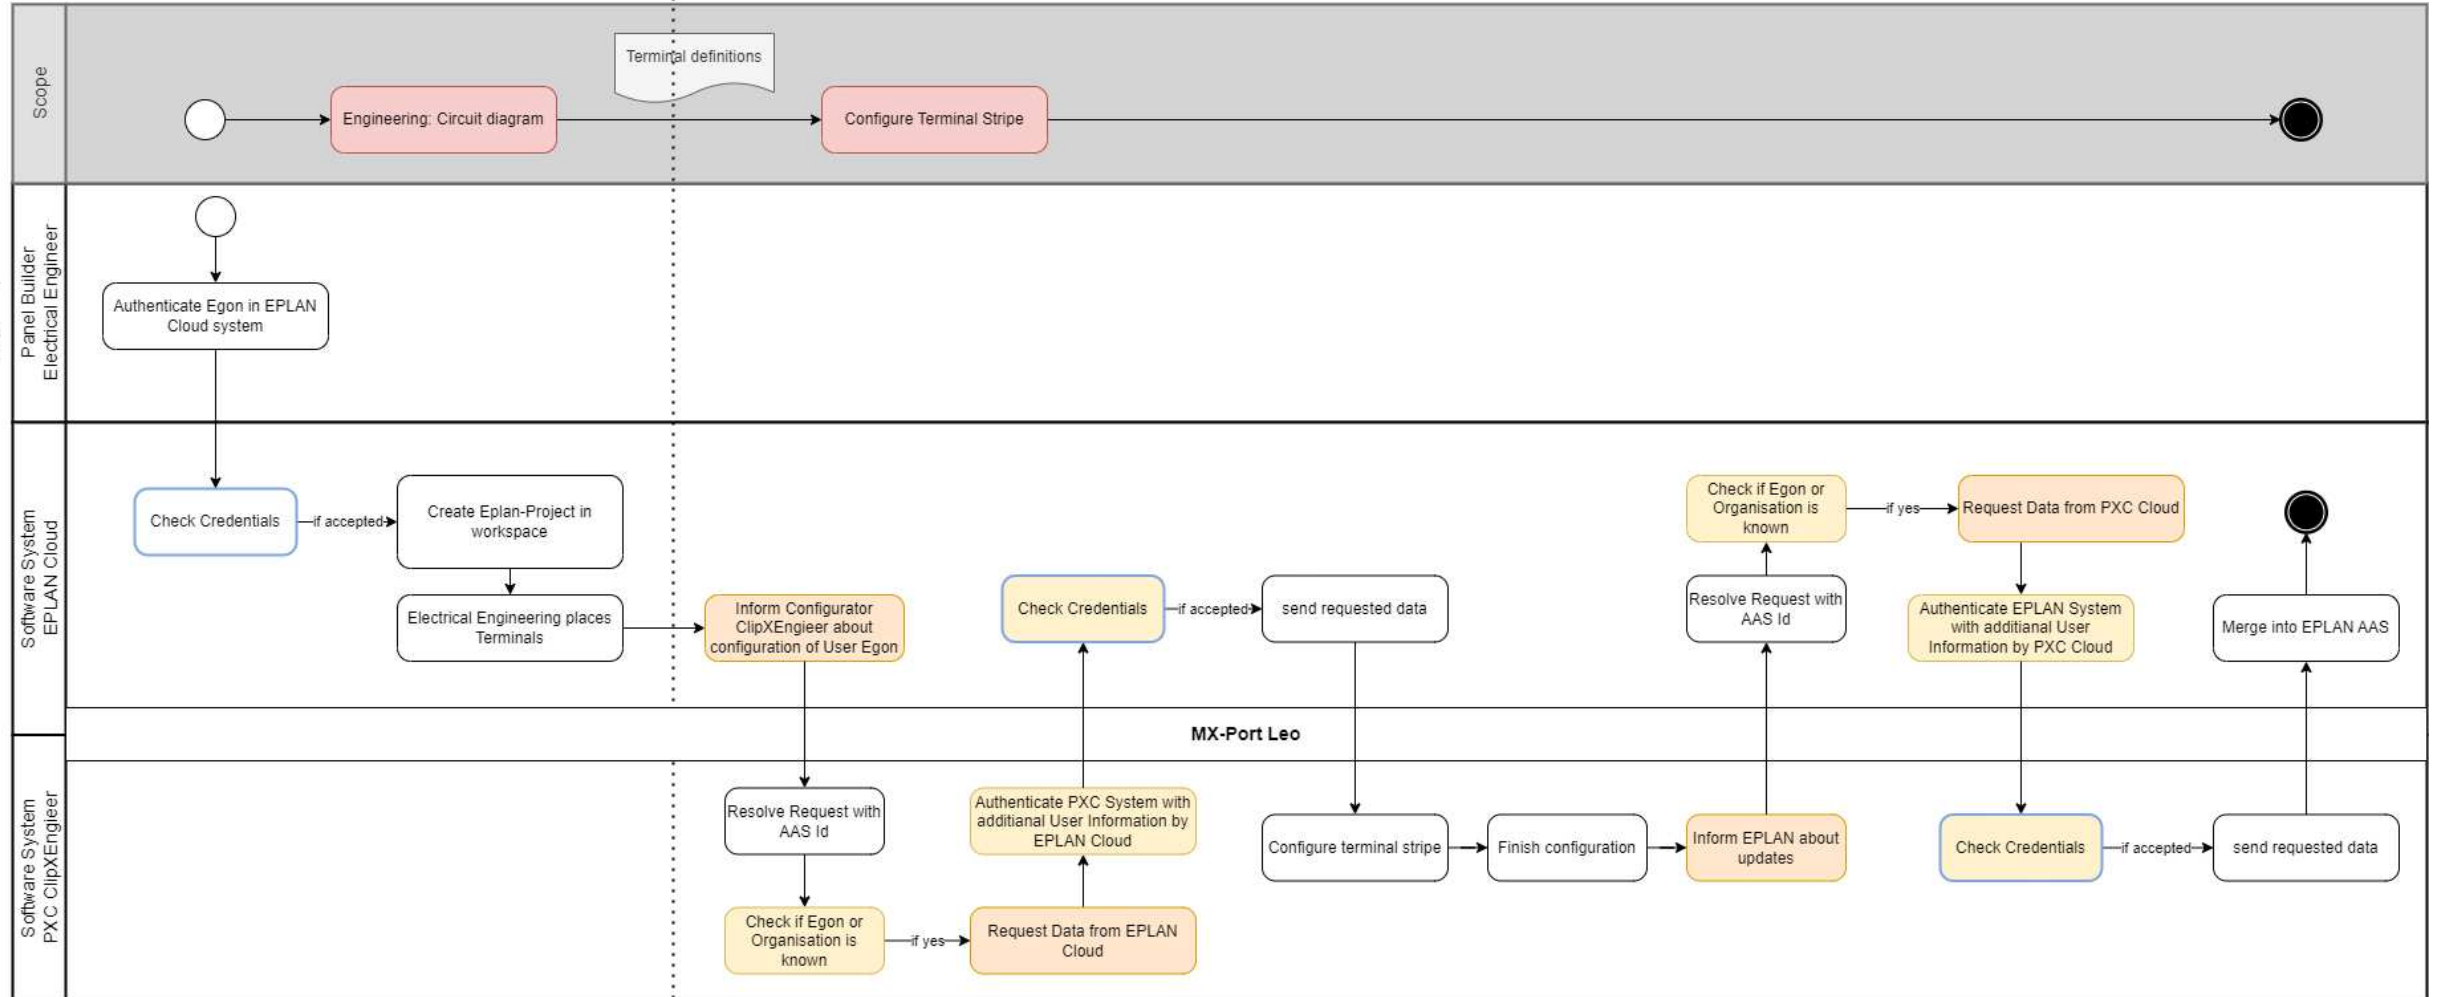 Scope
Terminal definitions
Engineering: Circuit diagram
Configure Terminal Stripe
Panel Builder
Electrical Engineer
Authenticate Egon in EPLAN
Cloud system
Software System
EPLAN Cloud
Check Credentials
if accepted
Create Eplan-Project in
workspace
Electrical Engineering places
Terminals
Inform Configurator
ClipXEngieer about
configuration of User Egon
Check Credentials
if accepted
send requested data
Check if Egon or
Organisation is
known
if yes
Request Data from PXC Cloud
Resolve Request with
AAS Id
Authenticate EPLAN System
with additianal User
Information by PXC Cloud
Merge into EPLAN AAS
MX-Port Leo
Software System
PXC ClipXEngieer
Resolve Request with
AAS Id
Check if Egon or
Organisation is
known
if yes
Request Data from EPLAN
Cloud
Authenticate PXC System with
additianal User Information by
EPLAN Cloud
Configure terminal stripe
Finish configuration
Inform EPLAN about
updates
Check Credentials
if accepted
send requested data